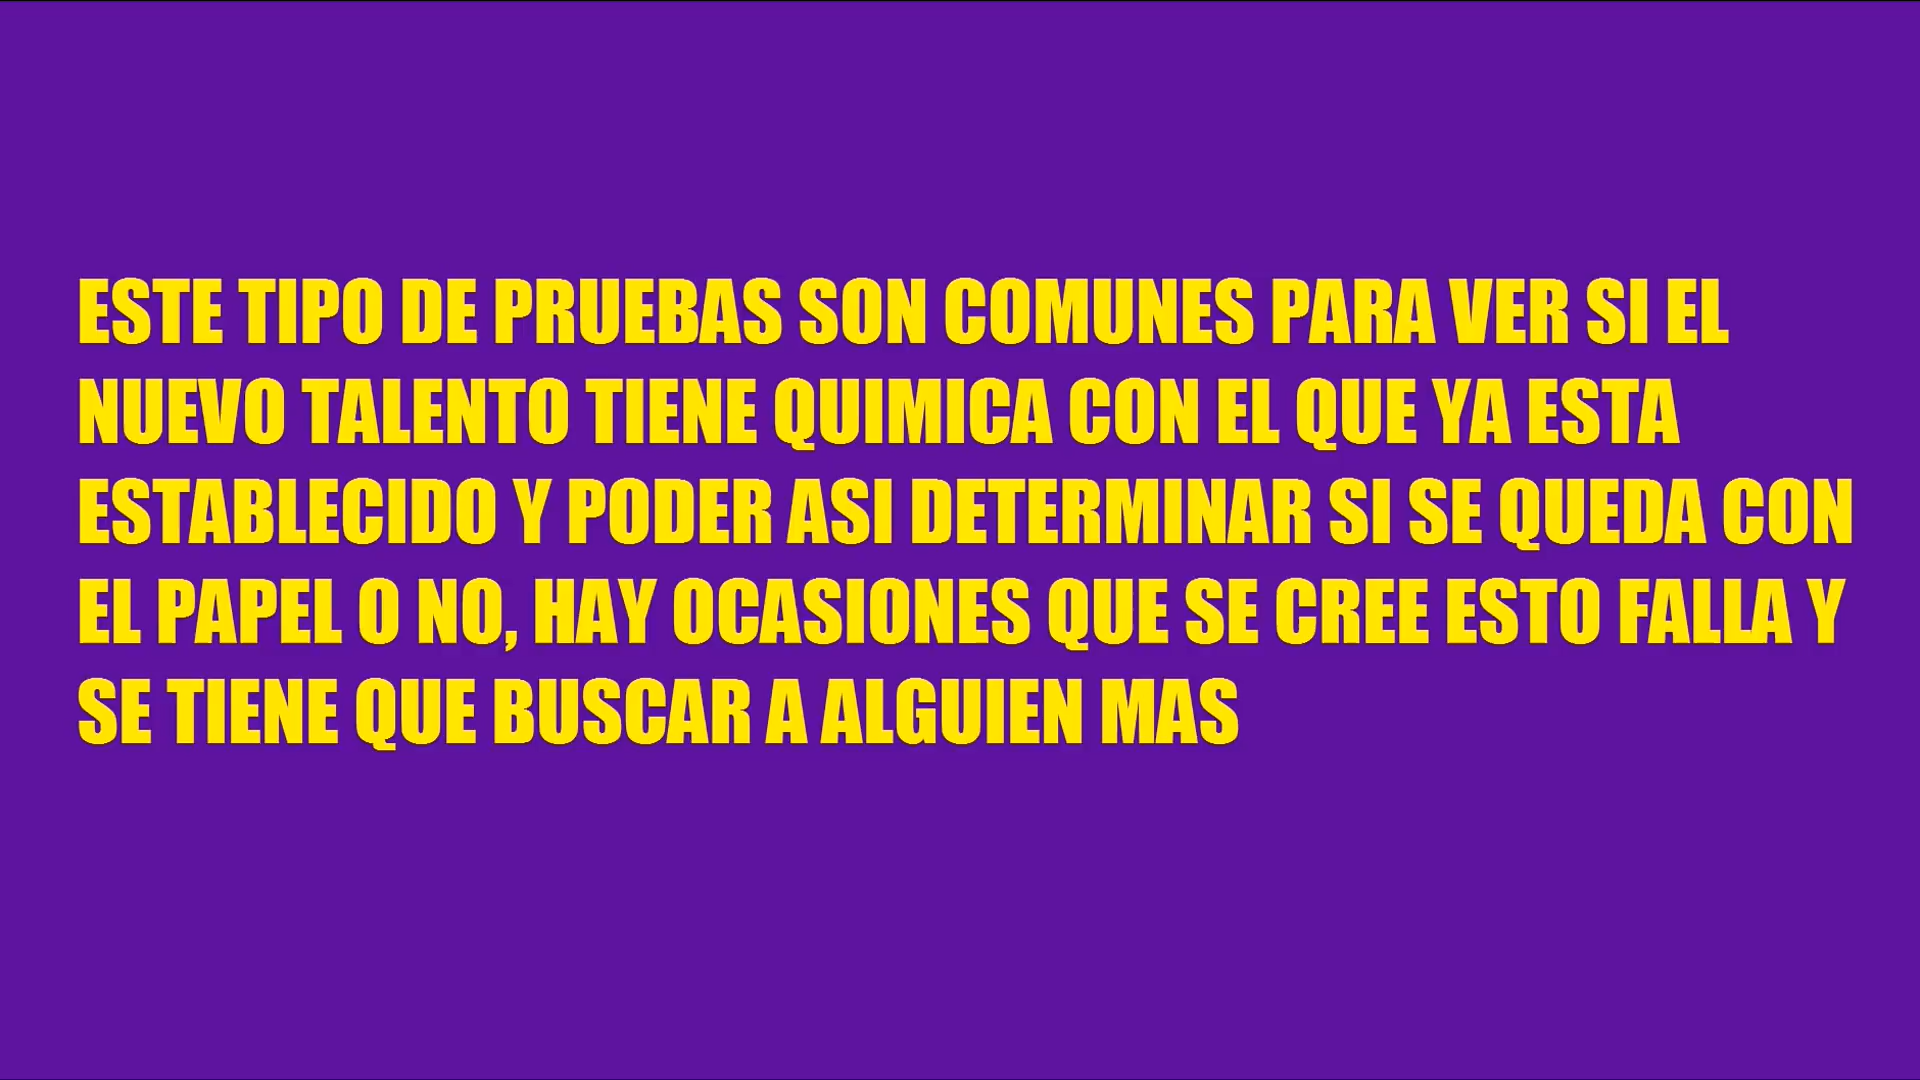 ESTE TIPO DE PRUEBAS SON COMUNES PARA VER SI EL
NUEVO TALENTO TIENE QUIMICA CON EL QUE YA ESTA
ESTABLECIDO Y PODER ASI DETERMINAR SI SE QUEDA CON
EL PAPEL O NO, HAY OCASIONES QUE SE CREE ESTO FALLA Y
SE TIENE QUE BUSCAR A ALGUIEN MAS